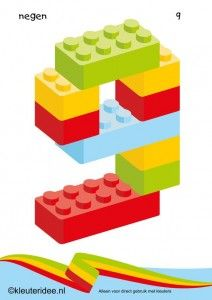 negen 9
©kleuteridee.nl
Alleen voor direct gebruik met kleuters